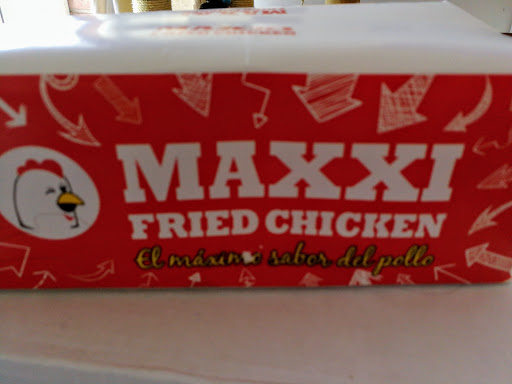 MAXXI
FRIED CHICKEN
El máximo sabor del pollo